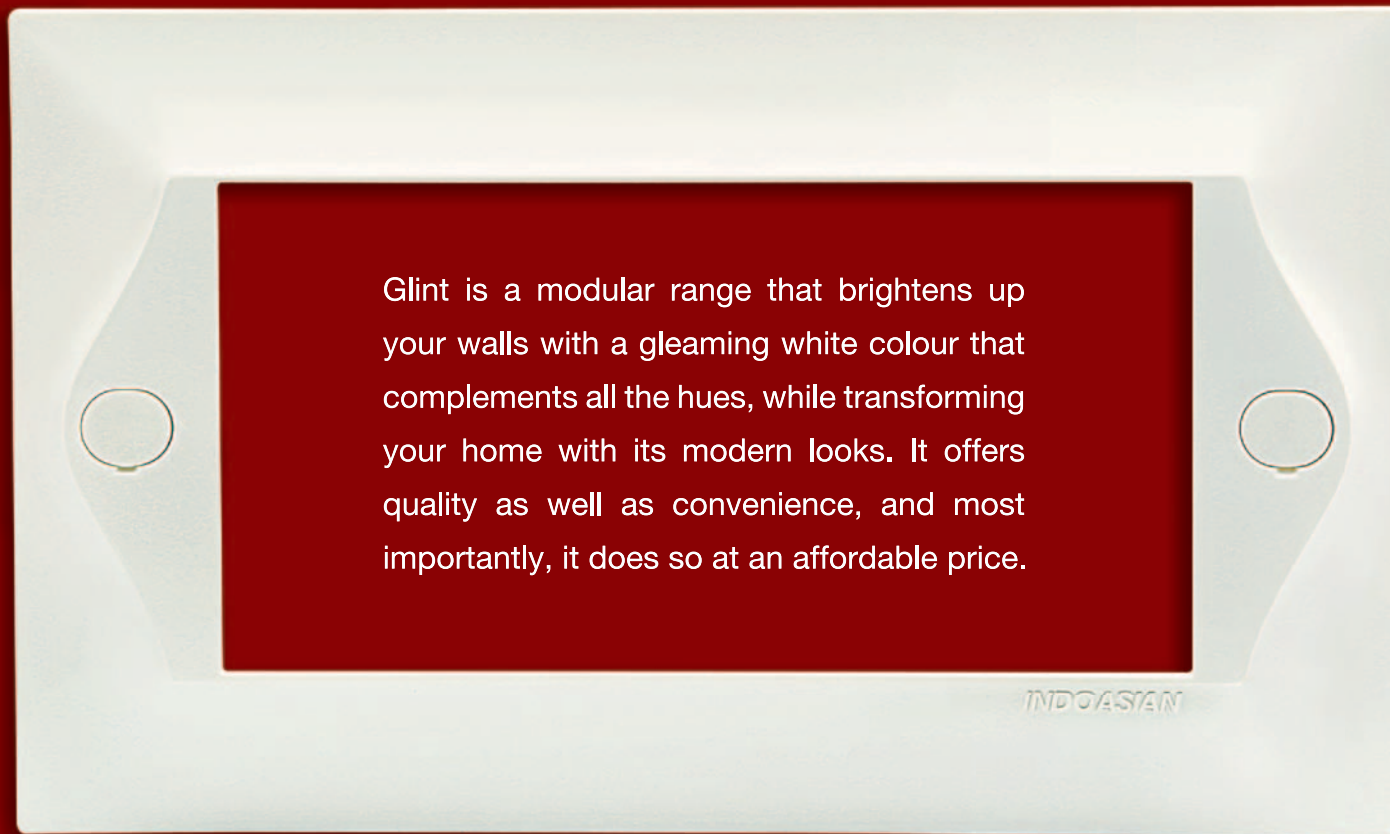 Glint is a modular range that brightens up
your walls with a gleaming white colour that
complements all the hues, while transforming
your home with its modern looks. It offers
quality as well as convenience, and most
importantly, it does so at an affordable price.
INDOASIAN